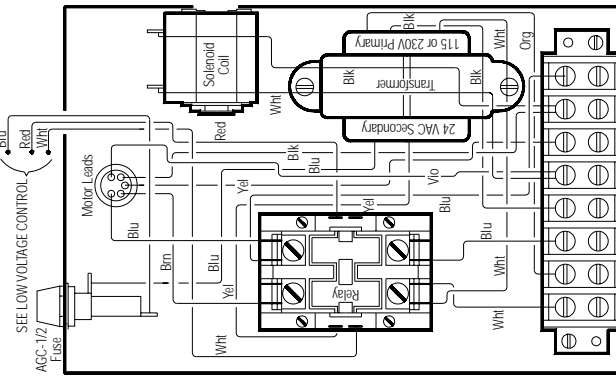 Blk
Wht
Org
115 or 230V Primary
Solenoid
Coil
Blk
Transformer
Blk
Wht
24 VAC Secondary
Red
Blu
Red
Wht
Blk
Blu
Vio
Motor Leads
Yel
Yel
Blu
SEE LOW VOLTAGE CONTROL
Blu
Brn
Blu
Yel
Relay
Blu
Wht
Wht
Wht
AGC-1/2
Fuse